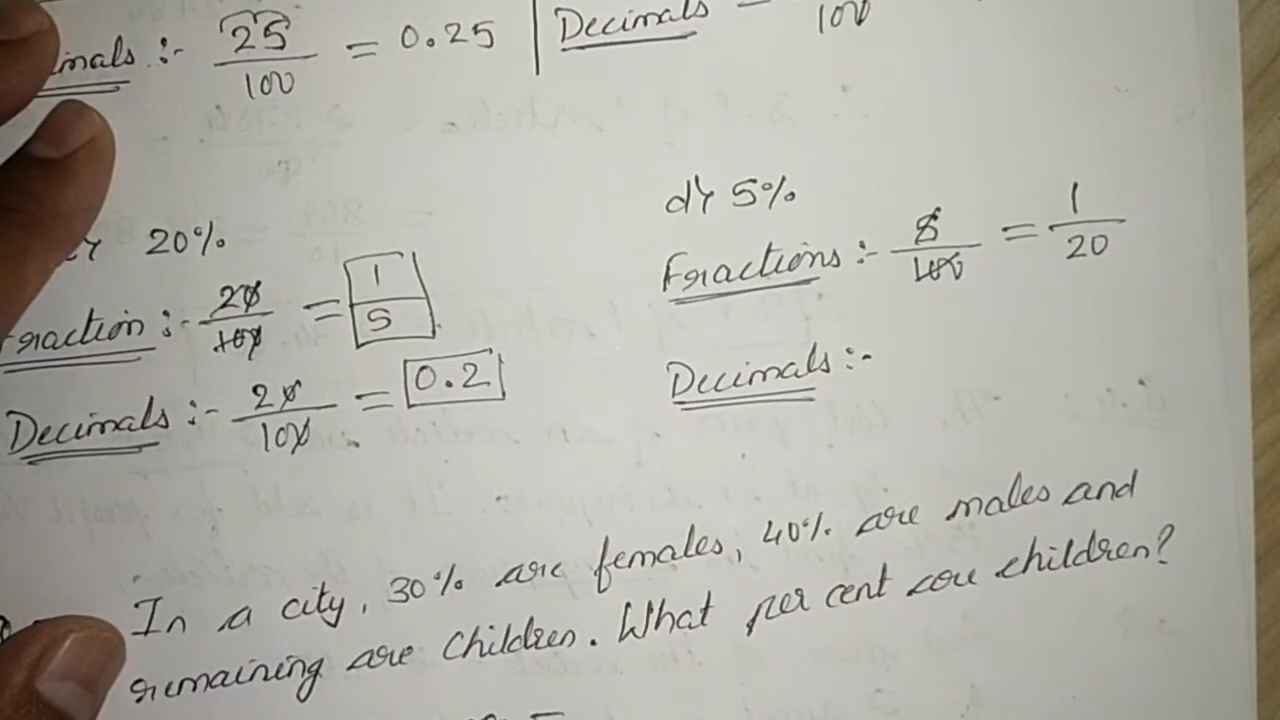 mals :- 25/100 = 0.25 | Decimals - /100
20%
d) 5%
Fraction :- 20/100 = 1/5
Fractions :- 5/100 = 1/20
Decimals :- 20/100 = 0.2
Decimals :-
In a city, 30% are females, 40% are males and
remaining are children. What per cent are children?